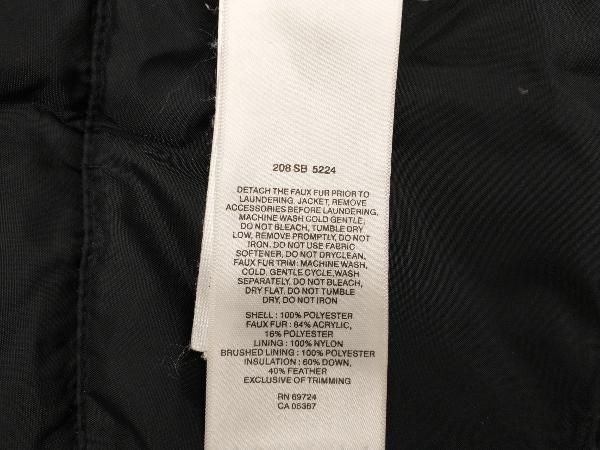 208 SB 5224
DETACH THE FAUX FUR PRIOR TO
LAUNDERING. JACKET, REMOVE
ACCESSORIES BEFORE LAUNDERING,
MACHINE WASH COLD GENTLE,
DO NOT BLEACH, TUMBLE DRY
LOW, REMOVE PROMPTLY, DO NOT
IRON. DO NOT USE FABRIC
SOFTENER, DO NOT DRYCLEAN,
FAUX FUR TRIM: MACHINE WASH,
COLD, GENTLE CYCLE,WASH
SEPARATELY, DO NOT BLEACH,
DRY FLAT, DO NOT TUMBLE
DRY, DO NOT IRON
SHELL : 100% POLYESTER
FAUX FUR : 84% ACRYLIC,
16% POLYESTER
LINING : 100% NYLON
BRUSHED LINING : 100% POLYESTER
INSULATION : 60% DOWN,
40% FEATHER
EXCLUSIVE OF TRIMMING
RN 69724
CA 05367